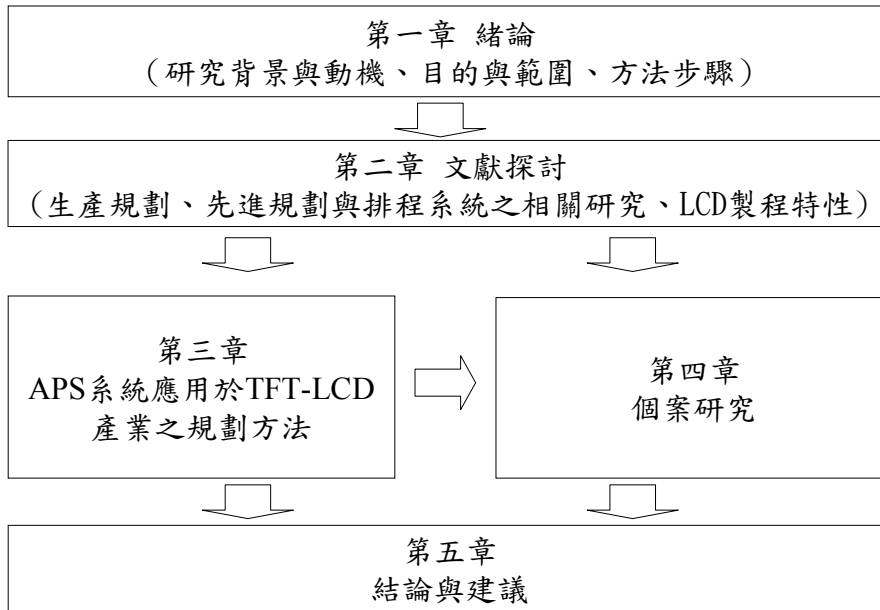 第一章 緒論
（研究背景與動機、目的與範圍、方法步驟）
第二章 文獻探討
(生產規劃、先進規劃與排程系統之相關研究、LCD製程特性)
第三章
APS系統應用於TFT-LCD
產業之規劃方法
第四章
個案研究
第五章
結論與建議